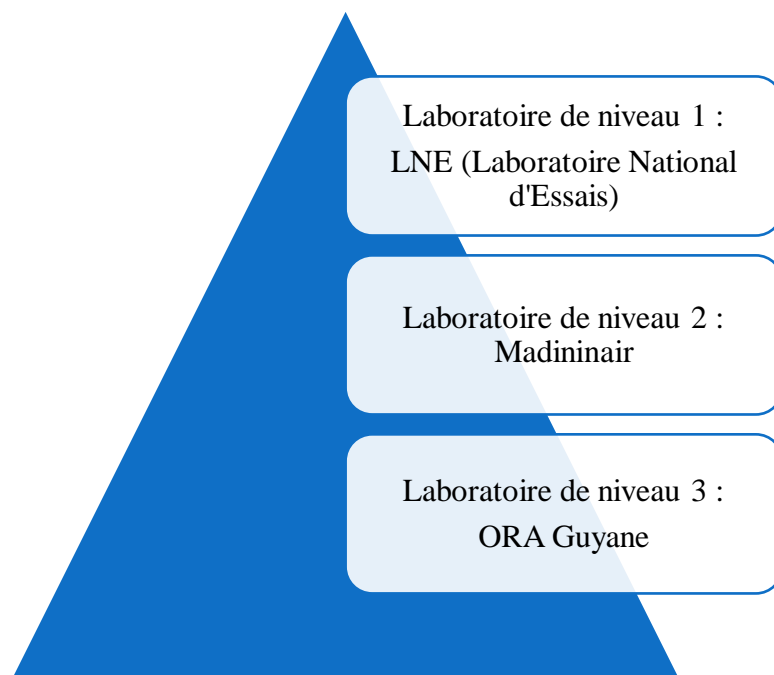 Laboratoire de niveau 1 :
LNE (Laboratoire National
d'Essais)
Laboratoire de niveau 2 :
Madininair
Laboratoire de niveau 3 :
ORA Guyane